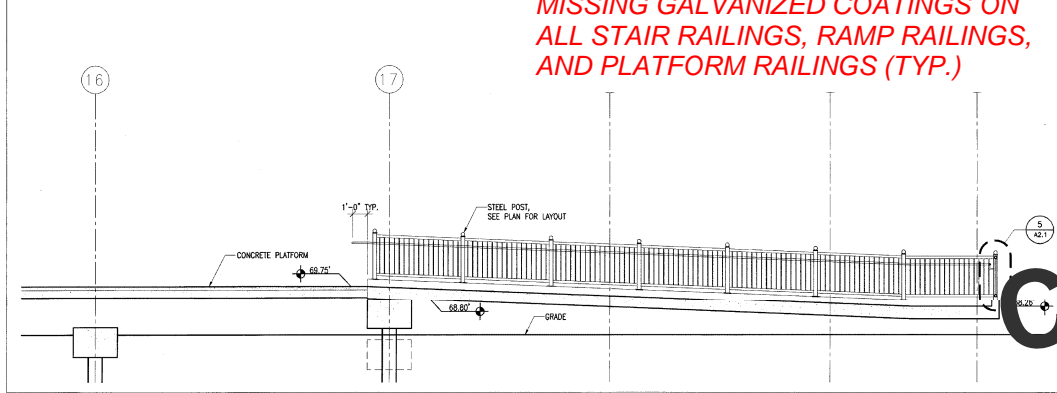 MISSING GALVANIZED COATINGS ON
ALL STAIR RAILINGS, RAMP RAILINGS,
AND PLATFORM RAILINGS (TYP.)
16
17
1'-0" TYP.
STEEL POST,
SEE PLAN FOR LAYOUT
5
A2.1
CONCRETE PLATFORM
69.75'
68.80'
GRADE
C